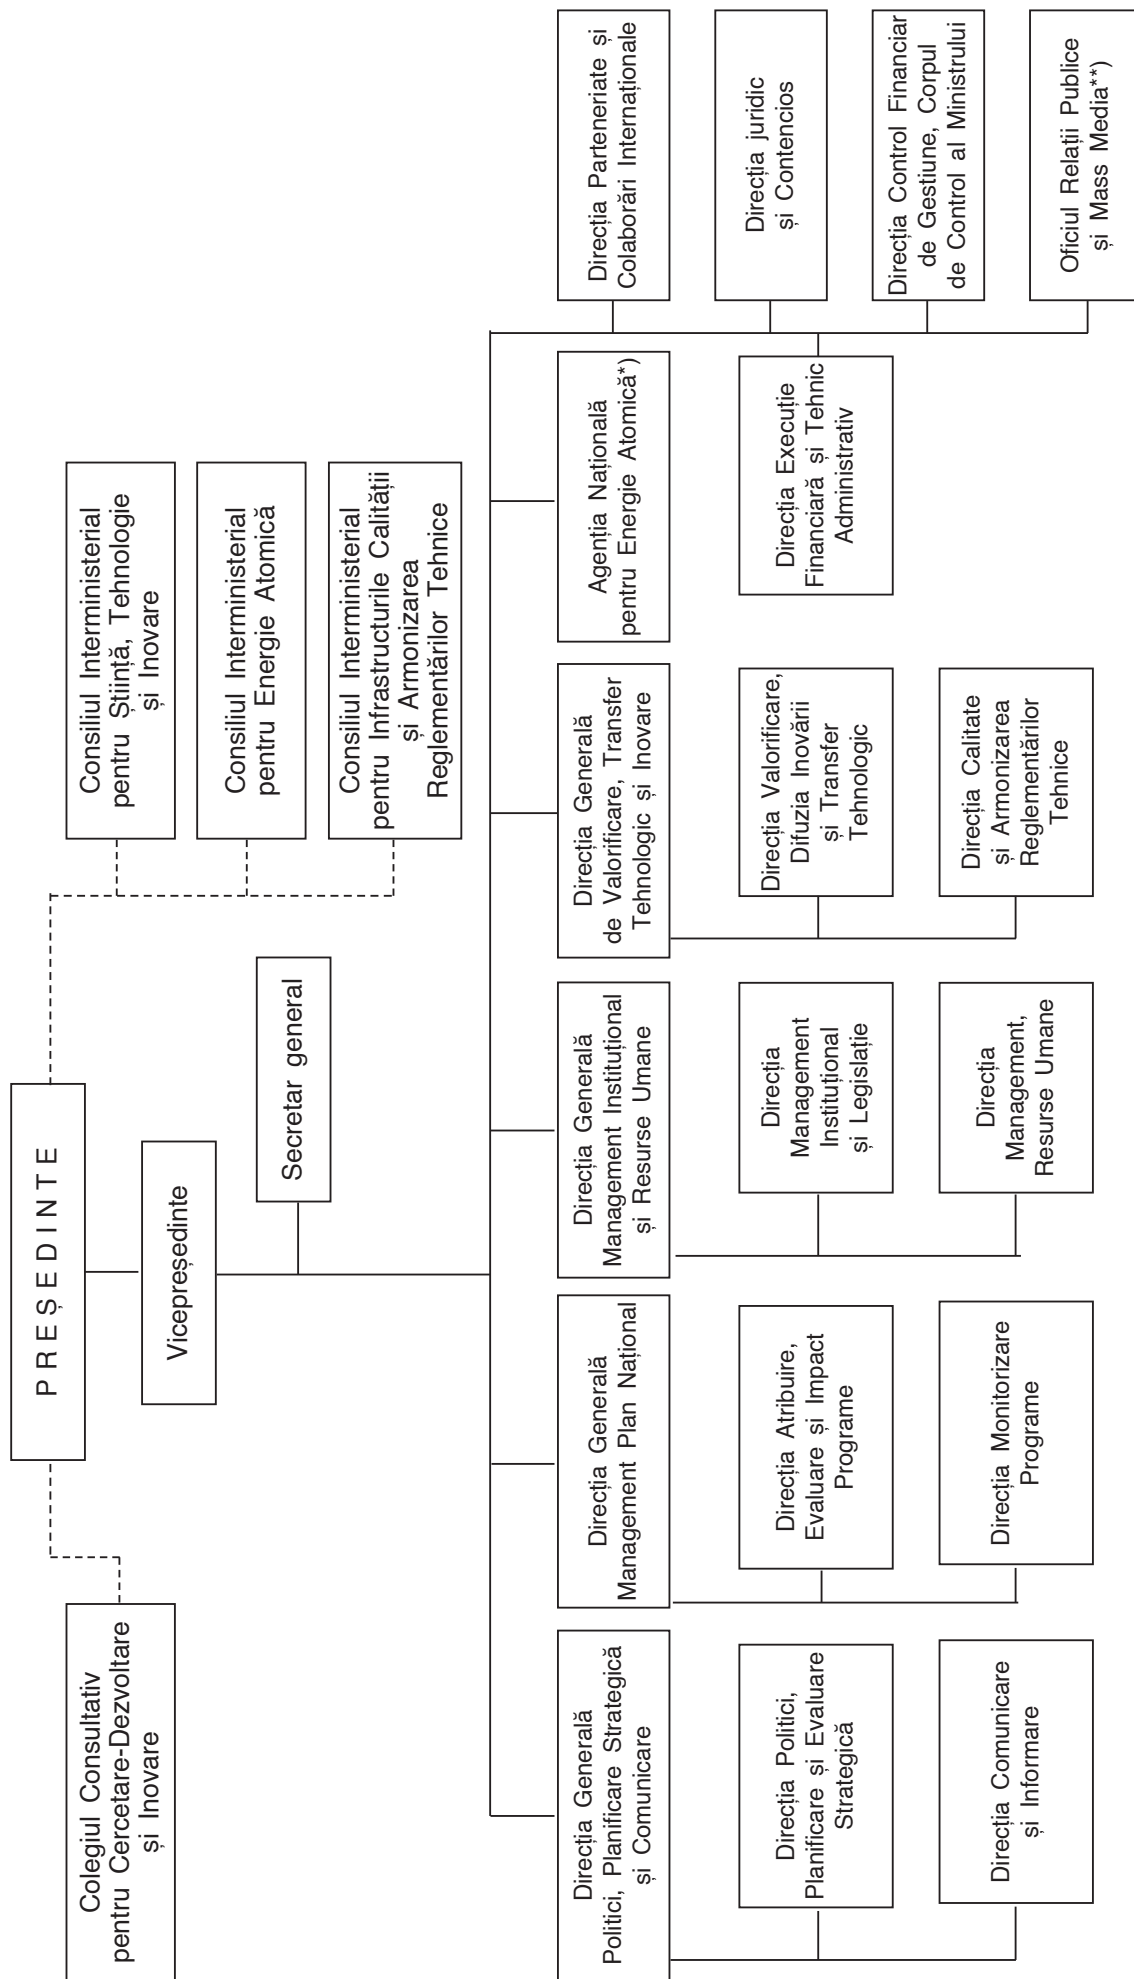 PREȘEDINTE
Vicepreședinte
Secretar general
Colegiul Consultativ
pentru Cercetare-Dezvoltare
și Inovare
Consiliul Interministerial
pentru Știință, Tehnologie
și Inovare
Consiliul Interministerial
pentru Energie Atomică
Consiliul Interministerial
pentru Infrastructurile Calității
și Armonizarea
Reglementărilor Tehnice
Direcția Generală
Politici, Planificare Strategică
și Comunicare
Direcția Generală
Management Plan Național
Direcția Generală
Management Instituțional
și Resurse Umane
Direcția Generală
de Valorificare, Transfer
Tehnologic și Inovare
Agenția Națională
pentru Energie Atomică*)
Direcția Parteneriate și
Colaborări Internaționale
Direcția Politici,
Planificare și Evaluare
Strategică
Direcția Atribuire,
Evaluare și Impact
Programe
Direcția
Management
Instituțional
și Legislație
Direcția Valorificare,
Difuzia Inovării
și Transfer
Tehnologic
Direcția Execuție
Financiară și Tehnic
Administrativ
Direcția juridic
și Contencios
Direcția Control Financiar
de Gestiune, Corpul
de Control al Ministrului
Direcția Comunicare
și Informare
Direcția Monitorizare
Programe
Direcția
Management,
Resurse Umane
Direcția Calitate
și Armonizarea
Reglementărilor
Tehnice
Oficiul Relații Publice
și Mass Media**)